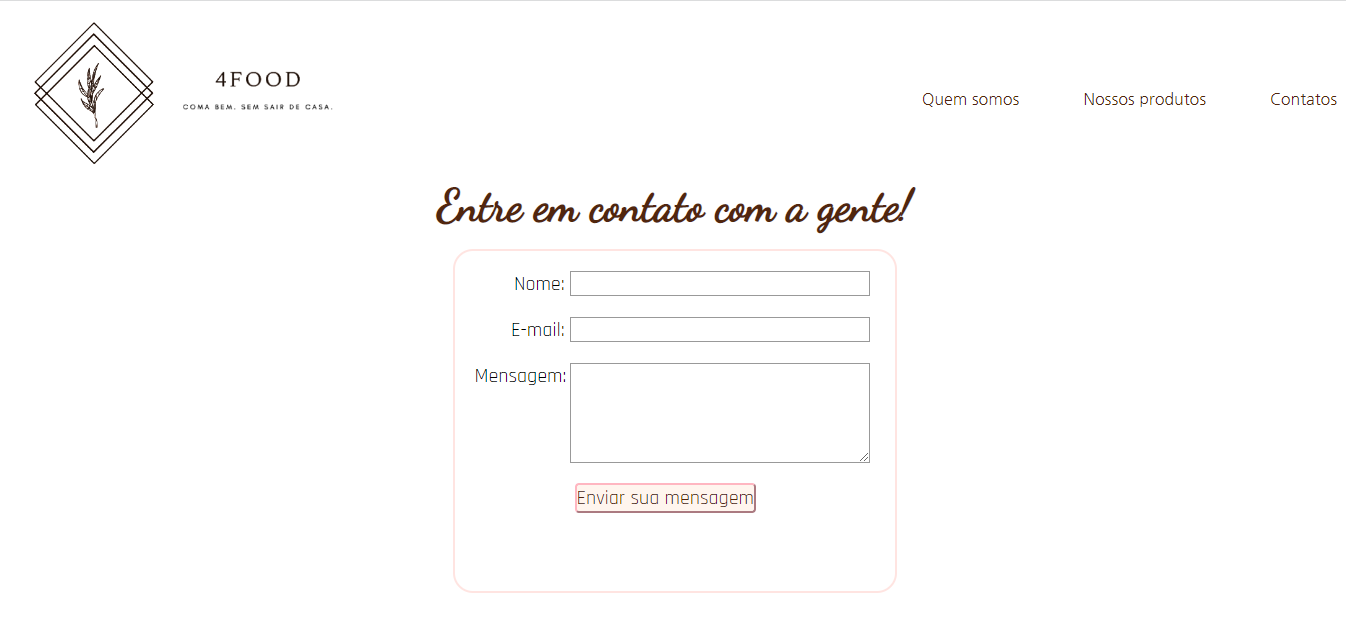 4FOOD
COMA BEM. SEM SAIR DE CASA.
Quem somos Nossos produtos Contatos
Entre em contato com a gente!
Nome:
E-mail:
Mensagem:
Enviar sua mensagem